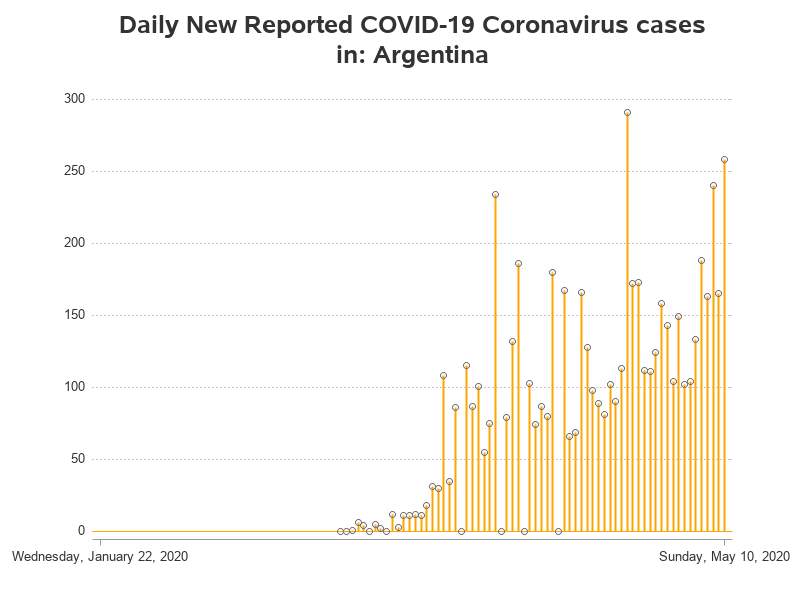 Daily New Reported COVID-19 Coronavirus cases
in: Argentina
300
250
200
150
100
50
0
Wednesday, January 22, 2020
Sunday, May 10, 2020